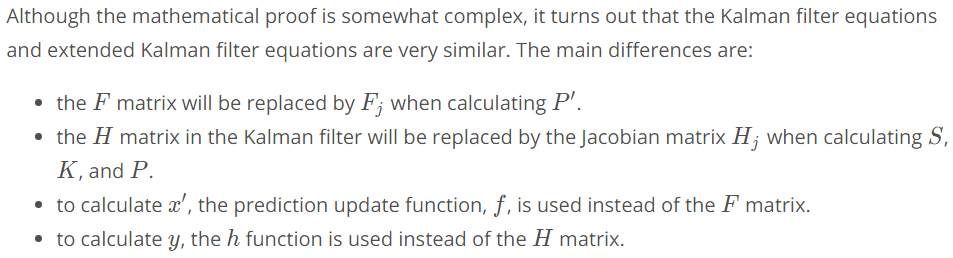 Although the mathematical proof is somewhat complex, it turns out that the Kalman filter equations
and extended Kalman filter equations are very similar. The main differences are:
• the F matrix will be replaced by Fⱼ when calculating P′.
• the H matrix in the Kalman filter will be replaced by the Jacobian matrix Hⱼ when calculating S,
K, and P.
• to calculate x′, the prediction update function, f, is used instead of the F matrix.
• to calculate y, the h function is used instead of the H matrix.